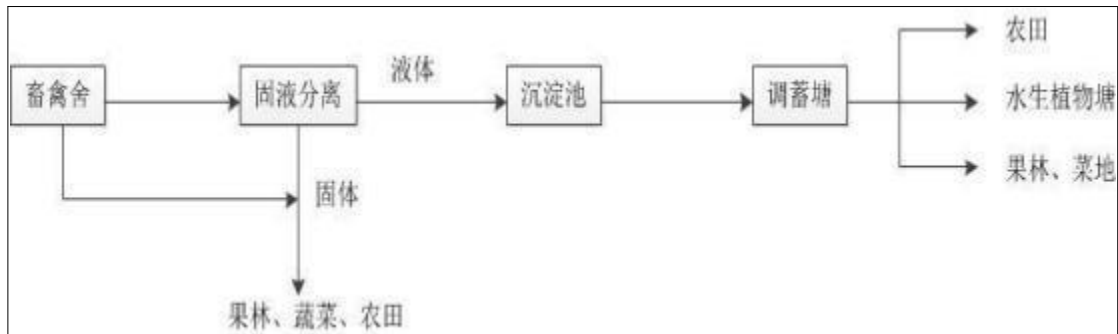 农田
液体
畜禽舍
固液分离
沉淀池
调蓄塘
水生植物塘
果林、菜地
固体
果林、蔬菜、农田